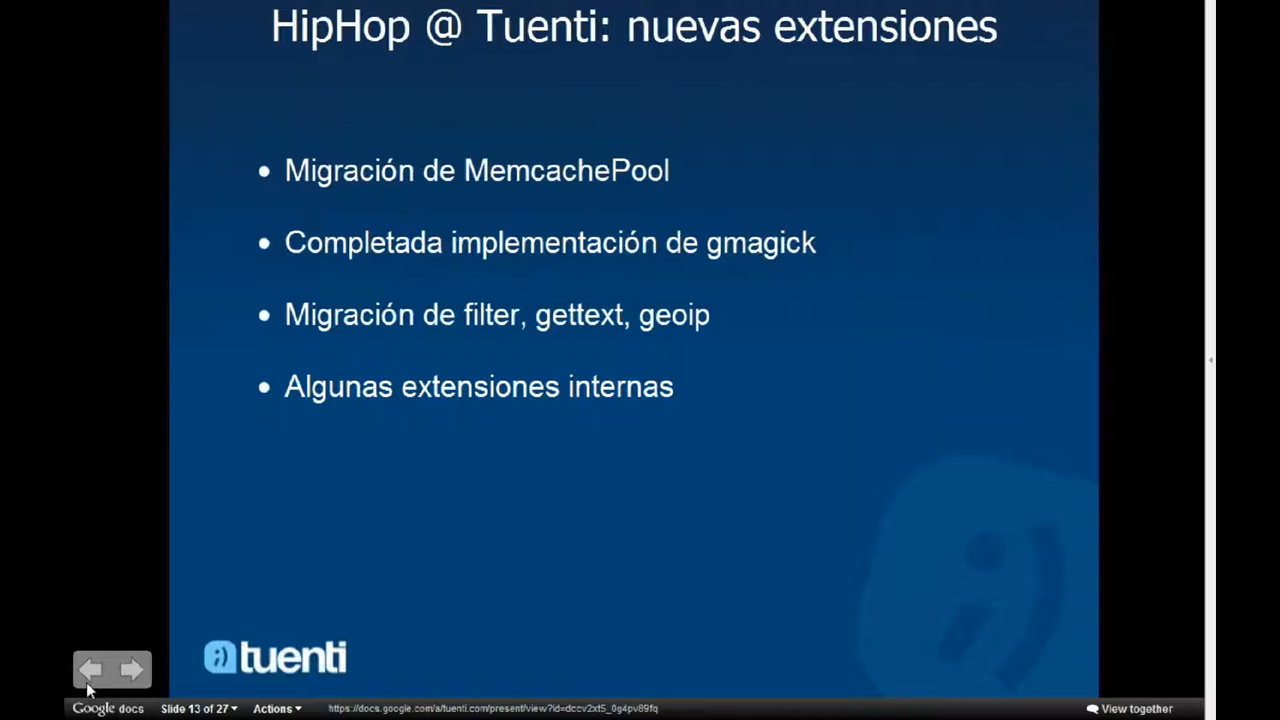 HipHop @ Tuenti: nuevas extensiones
• Migración de MemcachePool
• Completada implementación de gmagick
• Migración de filter, gettext, geoip
• Algunas extensiones internas
;) tuenti
Google docs Slide 13 of 27 Actions https://docs.google.com/a/tuenti.com/present/view?id=dccv2xt5_0g4pv89fq View together